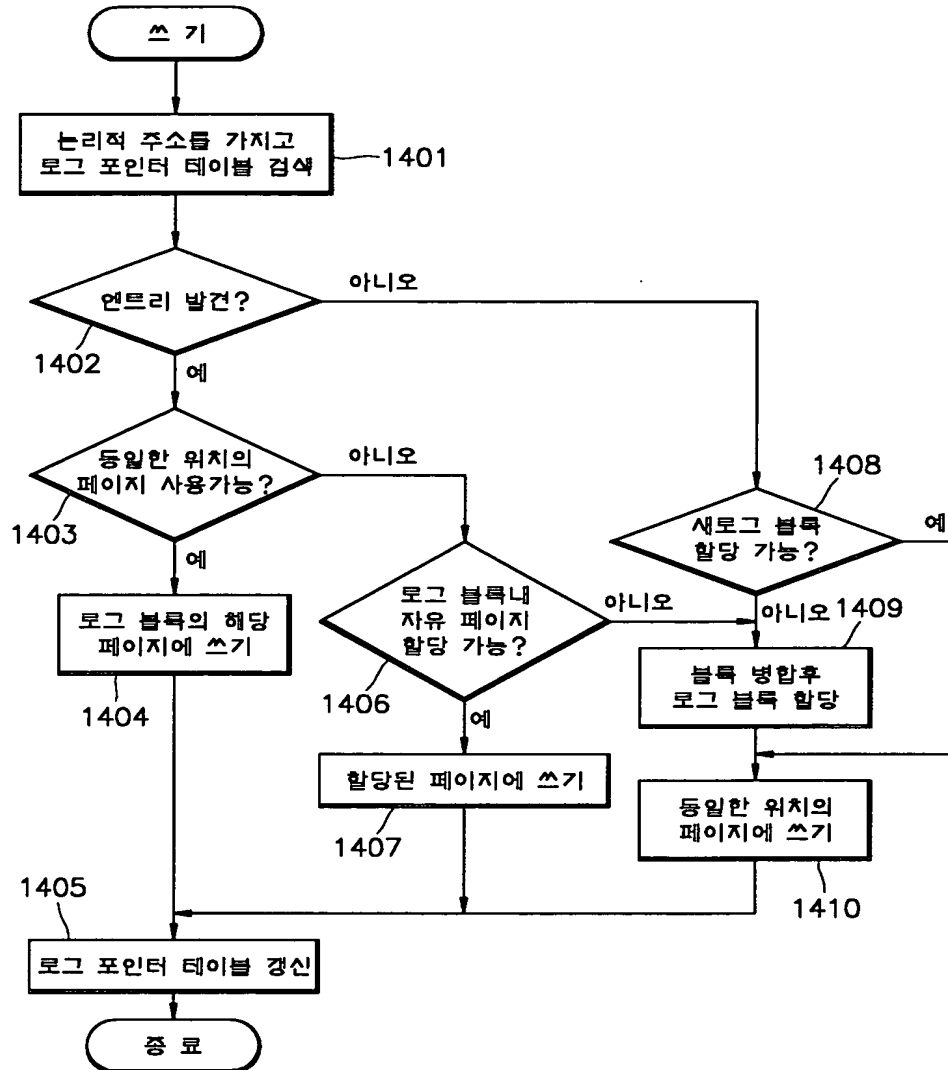 쓰 기
논리적 주소를 가지고
로그 포인터 테이블 검색
1401
엔트리 발견?
아니오
1402
예
동일한 위치의
페이지 사용가능?
아니오
1403
예
1408
새로그 블록
할당 가능?
예
로그 블록의 해당
페이지에 쓰기
1404
로그 블록내
자유 페이지
할당 가능?
아니오
1406
예
아니오
1409
블록 병합후
로그 블록 할당
할당된 페이지에 쓰기
1407
동일한 위치의
페이지에 쓰기
1410
1405
로그 포인터 테이블 갱신
종 료